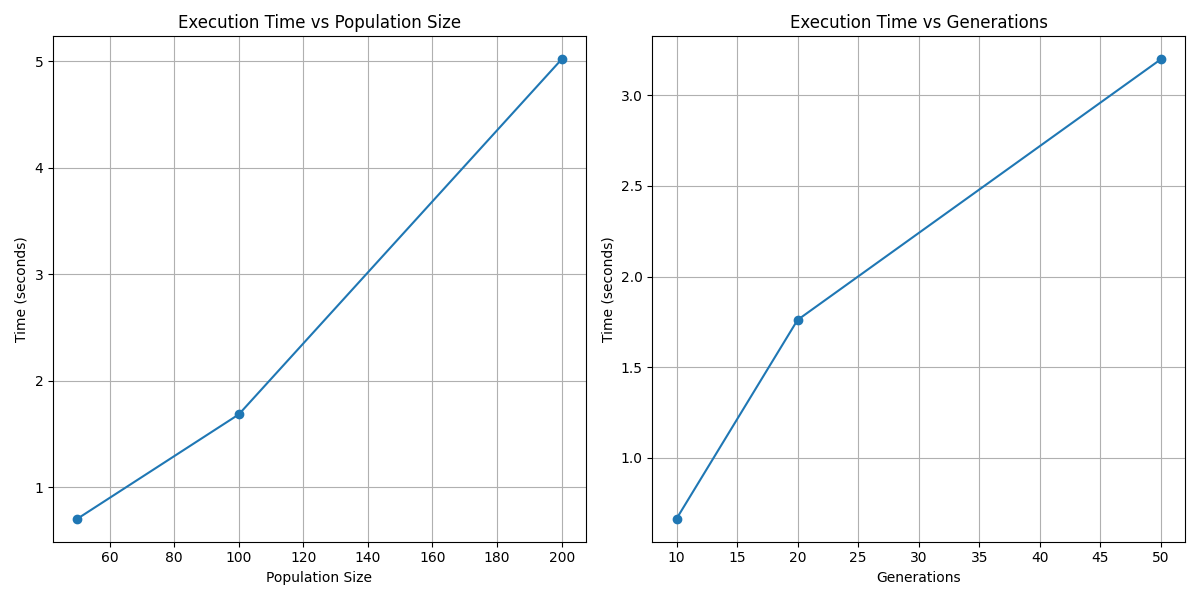 Execution Time vs Population Size
Time (seconds)
5
4
3
2
1
60 80 100 120 140 160 180 200
Population Size
Execution Time vs Generations
Time (seconds)
3.0
2.5
2.0
1.5
1.0
10 15 20 25 30 35 40 45 50
Generations